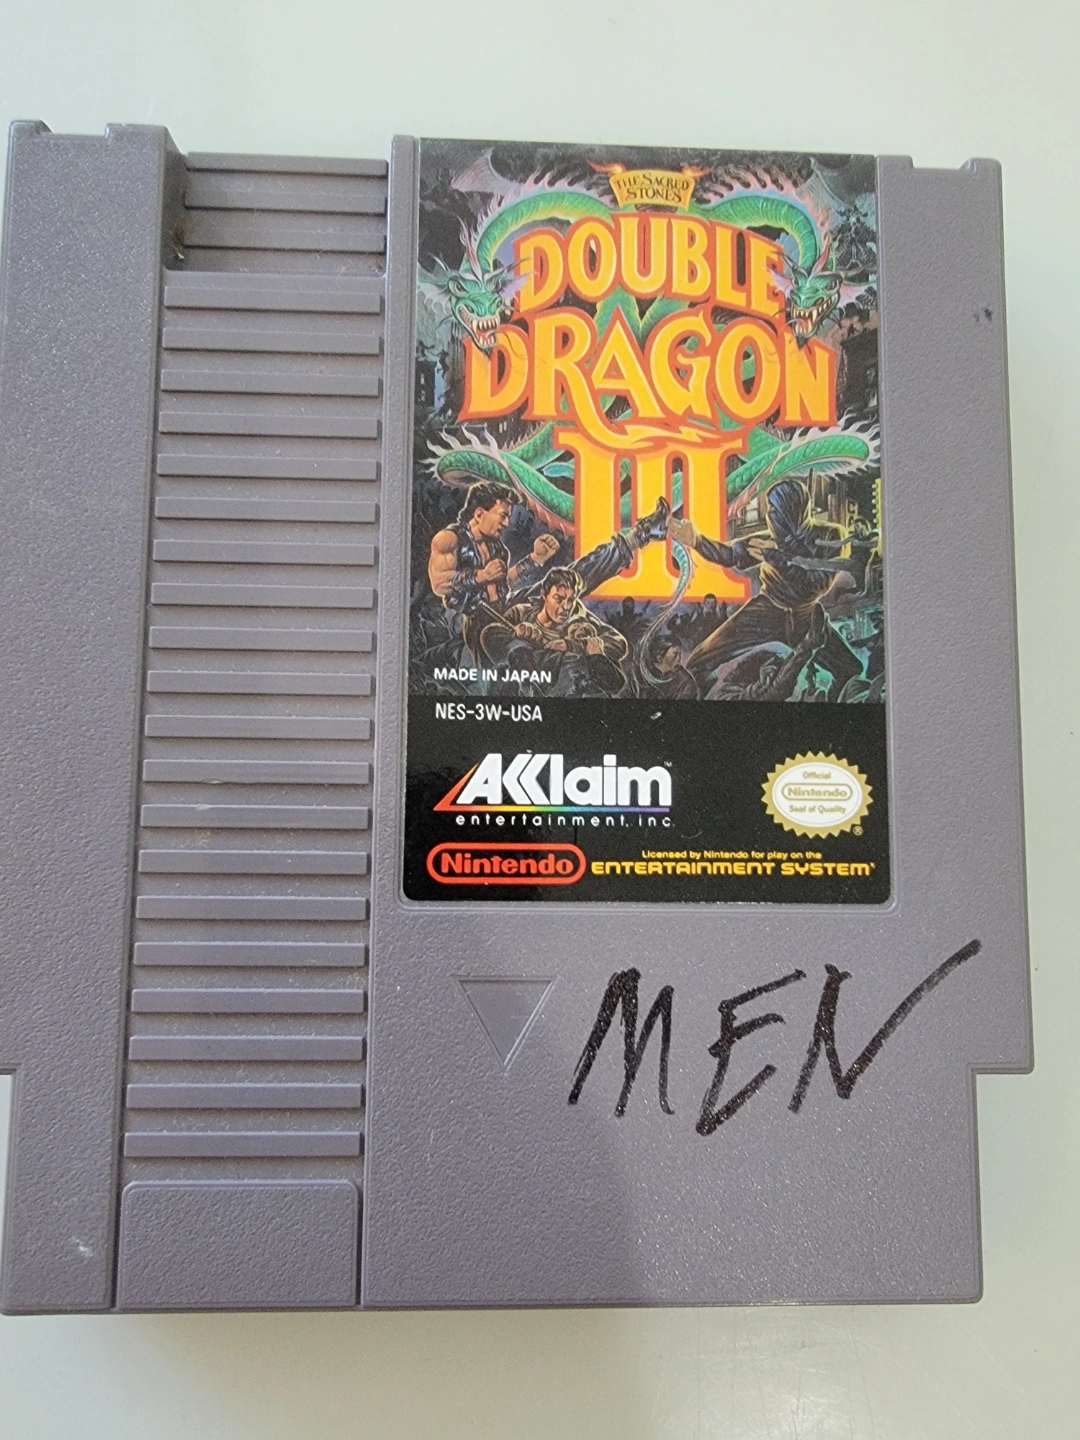 THE SACRED
STONES
DOUBLE
DRAGON
III
MADE IN JAPAN
NES-3W-USA
AKKlaim™
entertainment, inc.
Official
Nintendo
Seal of Quality
®
Nintendo
Licensed by Nintendo for play on the
ENTERTAINMENT SYSTEM®
MEN